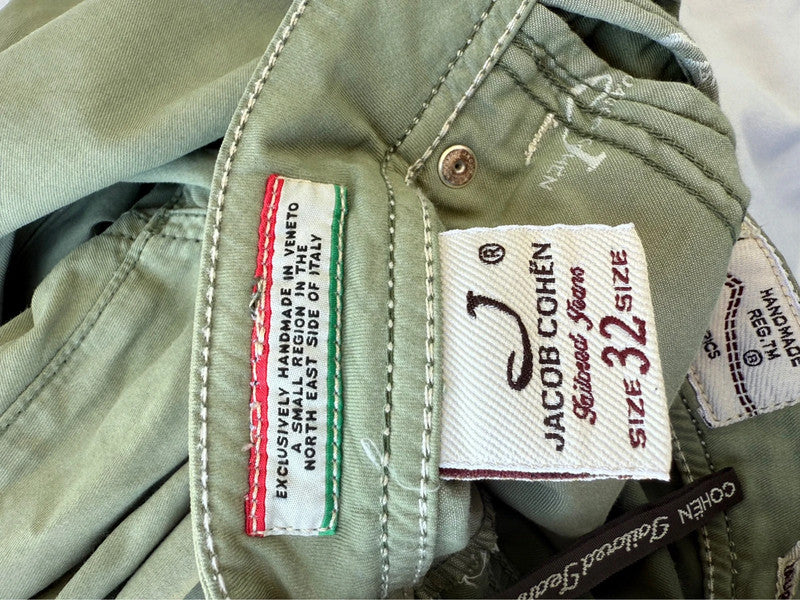 EXCLUSIVELY HANDMADE IN VENETO
A SMALL REGION IN THE
NORTH EAST SIDE OF ITALY
J®
JACOB COHËN
Tailored Jeans
SIZE 32 SIZE
HANDMADE
REG.TM
®
COHËN Tailored Jeans